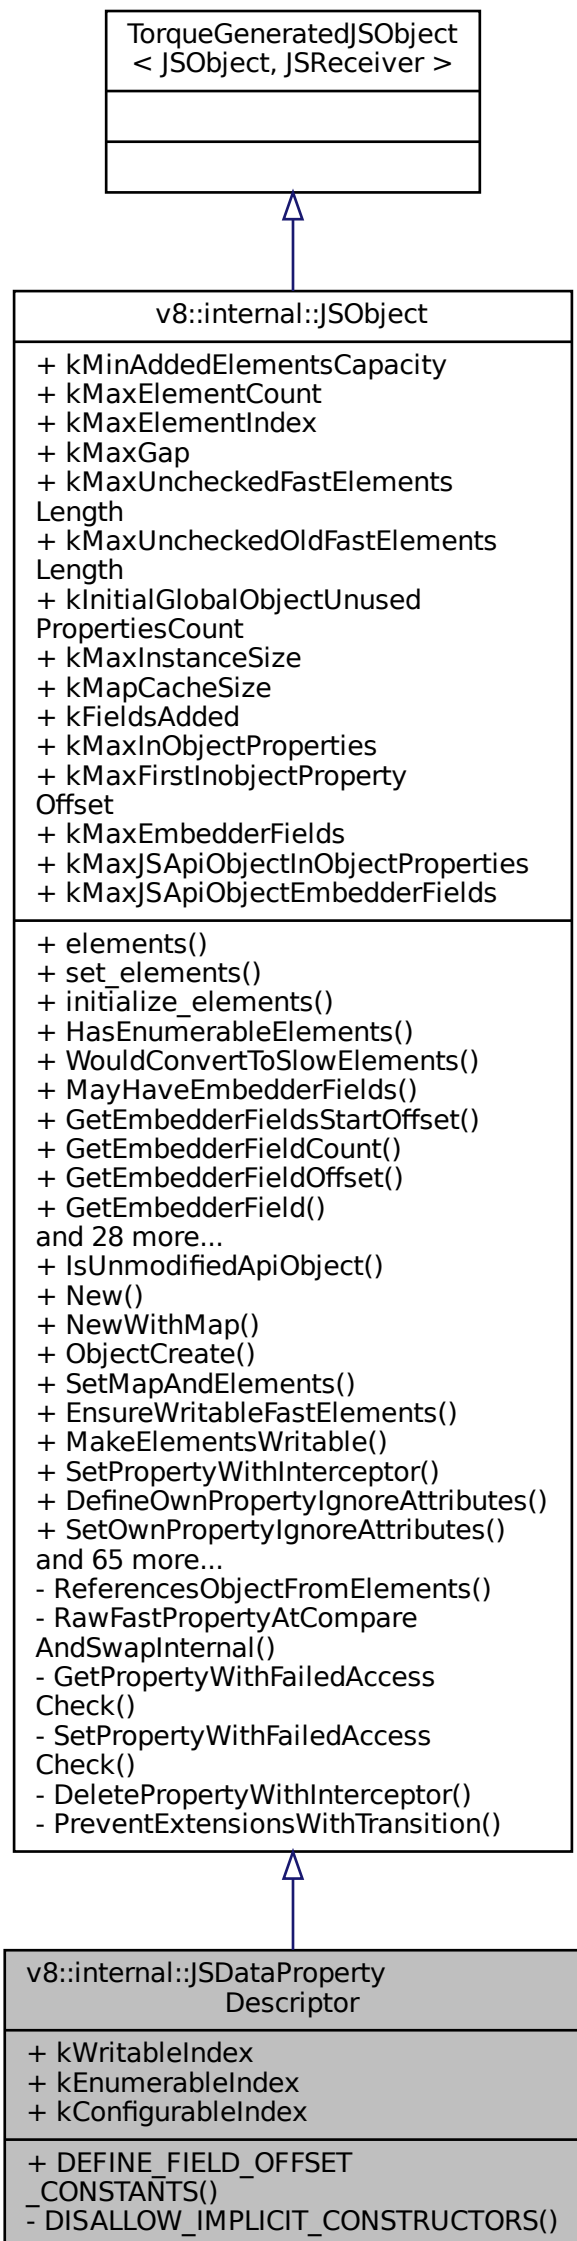 TorqueGeneratedJSObject
< JSObject, JSReceiver >
v8::internal::JSObject
+ kMinAddedElementsCapacity
+ kMaxElementCount
+ kMaxElementIndex
+ kMaxGap
+ kMaxUncheckedFastElements
Length
+ kMaxUncheckedOldFastElements
Length
+ kInitialGlobalObjectUnused
PropertiesCount
+ kMaxInstanceSize
+ kMapCacheSize
+ kFieldsAdded
+ kMaxInObjectProperties
+ kMaxFirstInobjectProperty
Offset
+ kMaxEmbedderFields
+ kMaxJSApiObjectInObjectProperties
+ kMaxJSApiObjectEmbedderFields
+ elements()
+ set_elements()
+ initialize_elements()
+ HasEnumerableElements()
+ WouldConvertToSlowElements()
+ MayHaveEmbedderFields()
+ GetEmbedderFieldsStartOffset()
+ GetEmbedderFieldCount()
+ GetEmbedderFieldOffset()
+ GetEmbedderField()
and 28 more...
+ IsUnmodifiedApiObject()
+ New()
+ NewWithMap()
+ ObjectCreate()
+ SetMapAndElements()
+ EnsureWritableFastElements()
+ MakeElementsWritable()
+ SetPropertyWithInterceptor()
+ DefineOwnPropertyIgnoreAttributes()
+ SetOwnPropertyIgnoreAttributes()
and 65 more...
- ReferencesObjectFromElements()
- RawFastPropertyAtCompare
AndSwapInternal()
- GetPropertyWithFailedAccess
Check()
- SetPropertyWithFailedAccess
Check()
- DeletePropertyWithInterceptor()
- PreventExtensionsWithTransition()
v8::internal::JSDataProperty
Descriptor
+ kWritableIndex
+ kEnumerableIndex
+ kConfigurableIndex
+ DEFINE_FIELD_OFFSET
_CONSTANTS()
- DISALLOW_IMPLICIT_CONSTRUCTORS()